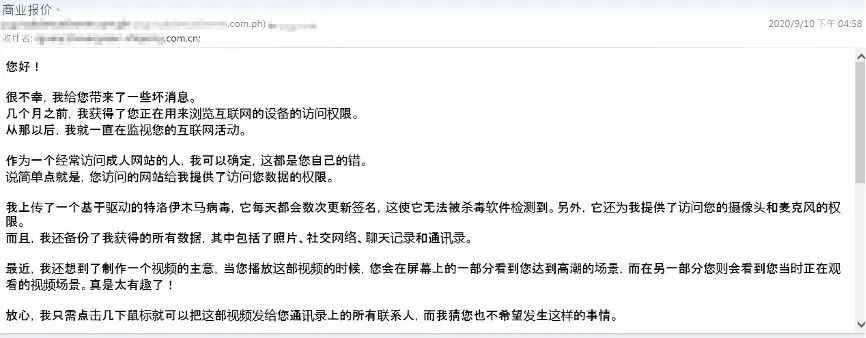 商业报价。
.com.ph)
2020/9/10 下午 04:58
收件者:
.com.cn;
您好！
很不幸，我给您带来了一些坏消息。
几个月之前，我获得了您正在用来浏览互联网的设备的访问权限。
从那以后，我就一直在监视您的互联网活动。
作为一个经常访问成人网站的人，我可以确定，这都是您自己的错。
说简单点就是，您访问的网站给我提供了访问您数据的权限。
我上传了一个基于驱动的特洛伊木马病毒，它每天都会数次更新签名，这使它无法被杀毒软件检测到。另外，它还为我提供了访问您的摄像头和麦克风的权
限。
而且，我还备份了我获得的所有数据，其中包括了照片、社交网络、聊天记录和通讯录。
最近，我还想到了制作一个视频的主意，当您播放这部视频的时候，您会在屏幕上的一部分看到您达到高潮的场景，而在另一部分您则会看到您当时正在观
看的视频场景。真是太有趣了！
放心，我只需点击几下鼠标就可以把这部视频发给您通讯录上的所有联系人，而我猜您也不希望发生这样的事情。